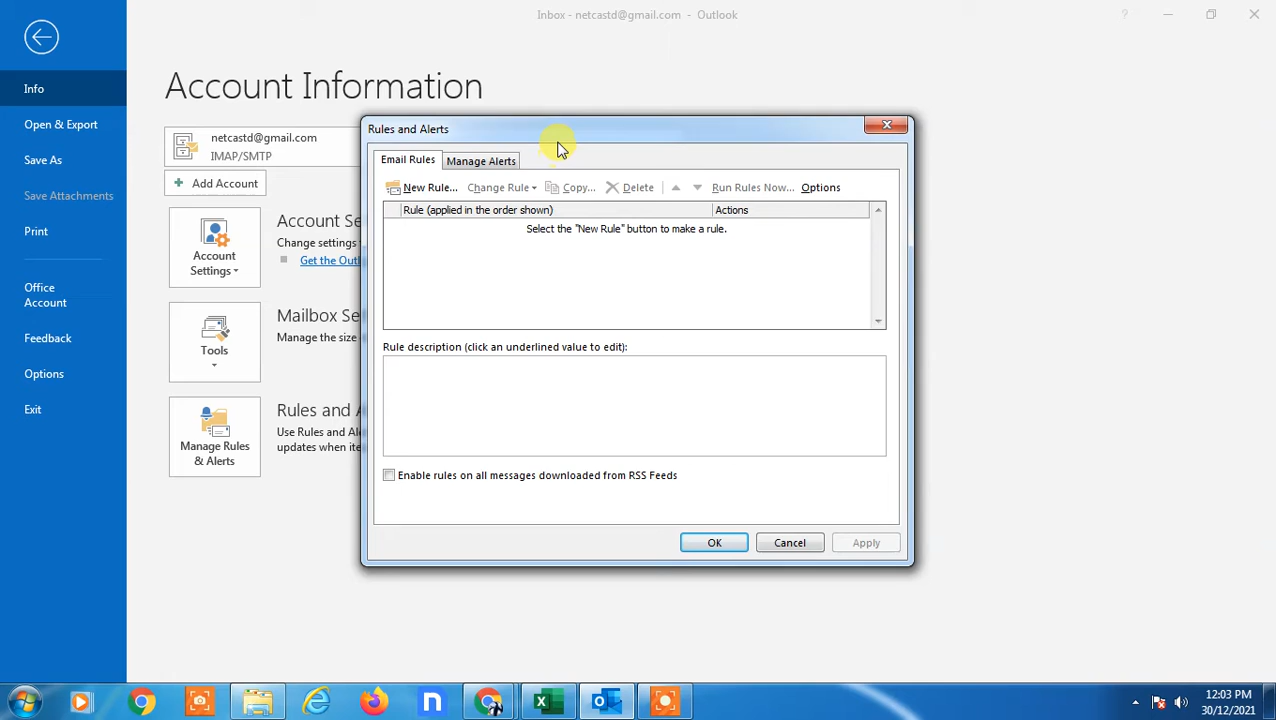 Inbox - netcastd@gmail.com - Outlook
?
Info
Open & Export
Save As
Save Attachments
Print
Office
Account
Feedback
Options
Exit
Account Information
netcastd@gmail.com
IMAP/SMTP
+ Add Account
Account
Settings
Account Se
Change settings f
Get the Outl
Tools
Mailbox Se
Manage the size
Manage Rules
& Alerts
Rules and A
Use Rules and Ale
updates when ite
Rules and Alerts
Email Rules
Manage Alerts
New Rule...
Change Rule
Copy...
Delete
Run Rules Now...
Options
Rule (applied in the order shown)
Actions
Select the "New Rule" button to make a rule.
Rule description (click an underlined value to edit):
Enable rules on all messages downloaded from RSS Feeds
OK
Cancel
Apply
12:03 PM
30/12/2021